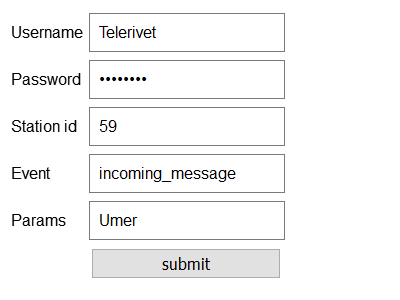 Username Telerivet
Password ••••••••
Station id 59
Event incoming_message
Params Umer
submit